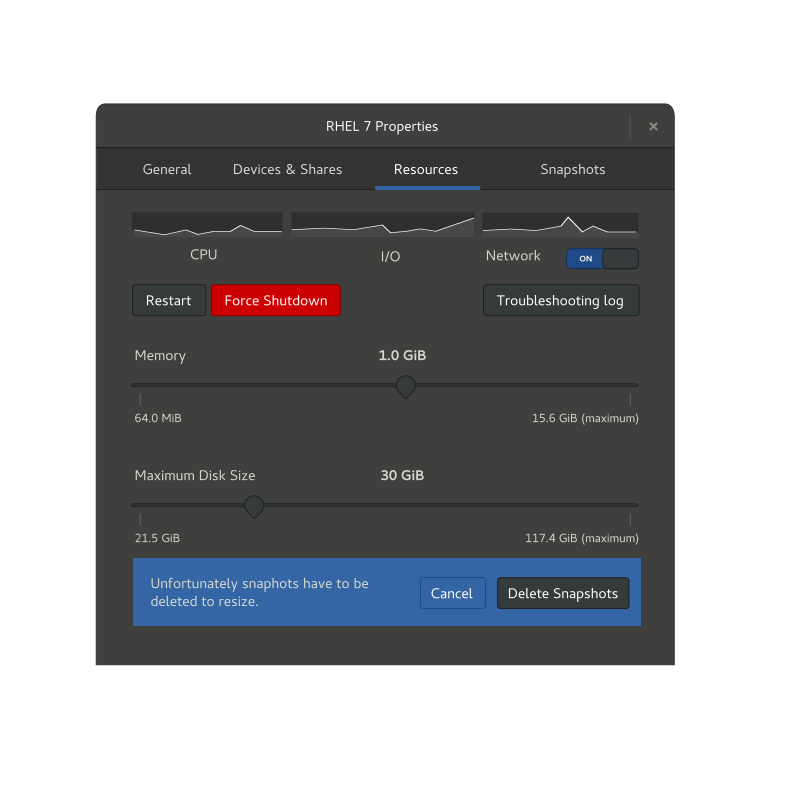 RHEL 7 Properties
General
Devices & Shares
Resources
Snapshots
CPU
I/O
Network
ON
Restart
Force Shutdown
Troubleshooting log
Memory
1.0 GiB
64.0 MiB
15.6 GiB (maximum)
Maximum Disk Size
30 GiB
21.5 GiB
117.4 GiB (maximum)
Unfortunately snaphots have to be
deleted to resize.
Cancel
Delete Snapshots